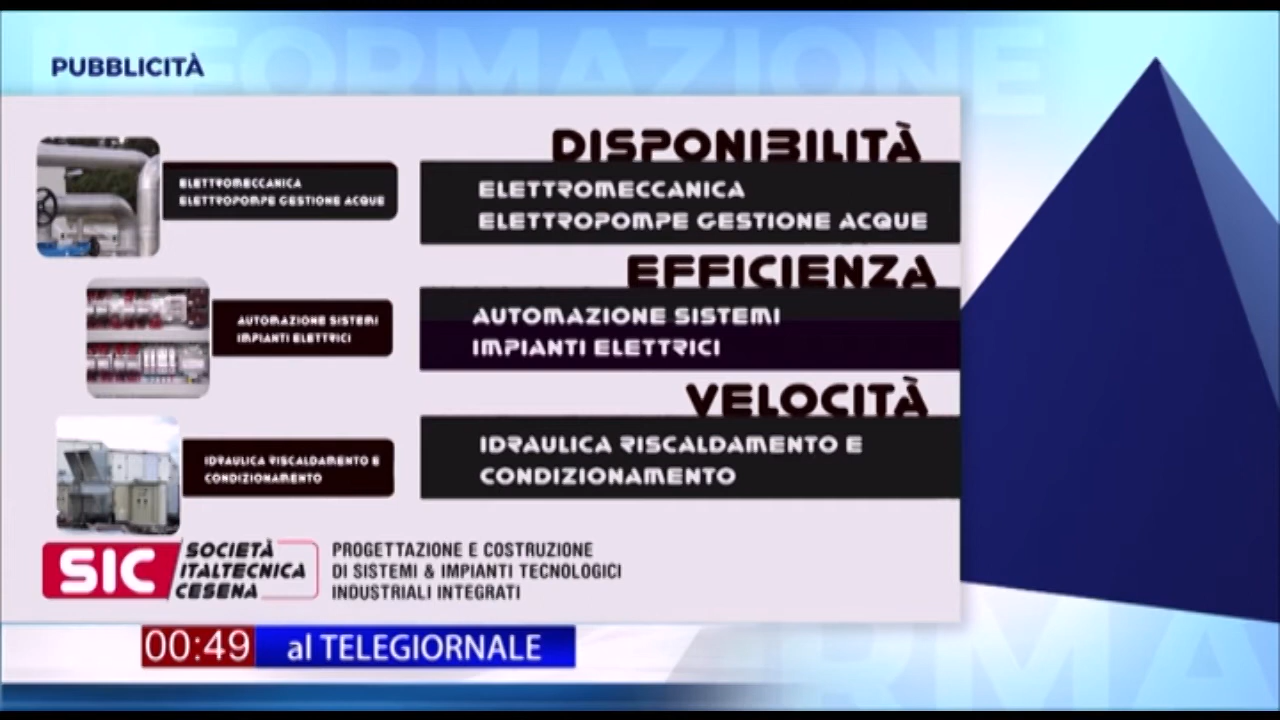 INFORMAZIONE
PUBBLICITÀ
DISPONIBILITÀ
ELETTROMECCANICA
ELETTROPOMPE GESTIONE ACQUE
ELETTROMECCANICA
ELETTROPOMPE GESTIONE ACQUE
EFFICIENZA
AUTOMAZIONE SISTEMI
IMPIANTI ELETTRICI
AUTOMAZIONE SISTEMI
IMPIANTI ELETTRICI
VELOCITÀ
IDRAULICA RISCALDAMENTO E
CONDIZIONAMENTO
IDRAULICA RISCALDAMENTO E
CONDIZIONAMENTO
SIC
SOCIETÀ
ITALTECNICA
CESENA
PROGETTAZIONE E COSTRUZIONE
DI SISTEMI & IMPIANTI TECNOLOGICI
INDUSTRIALI INTEGRATI
00:49 al TELEGIORNALE
RMA